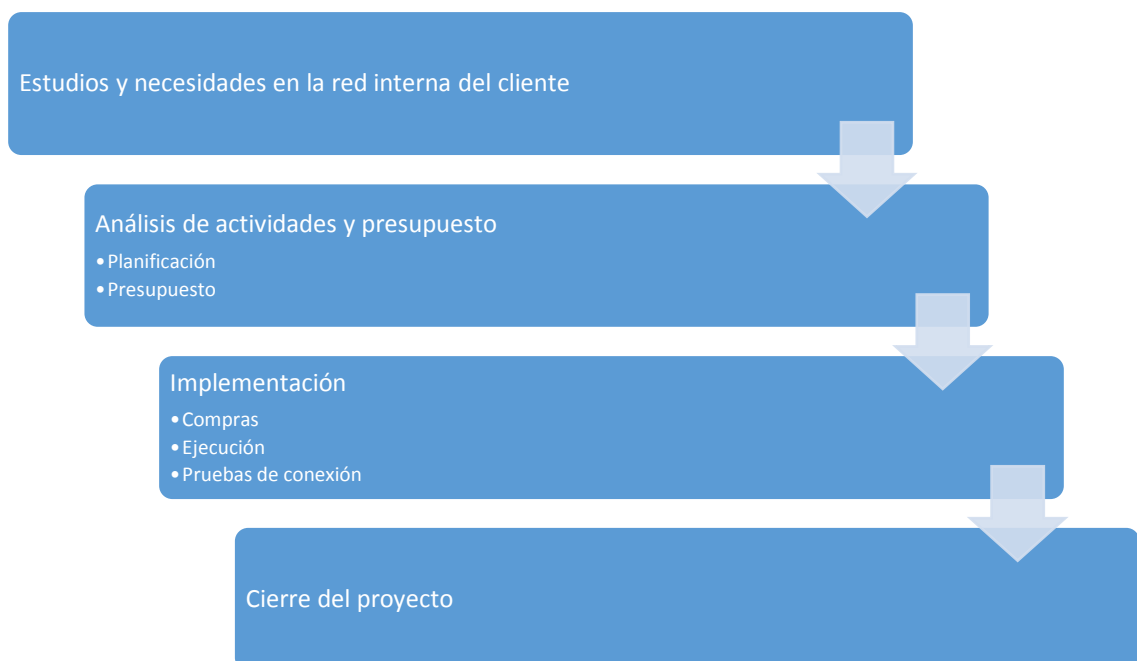 Estudios y necesidades en la red interna del cliente
Análisis de actividades y presupuesto
•Planificación
•Presupuesto
Implementación
•Compras
•Ejecución
•Pruebas de conexión
Cierre del proyecto